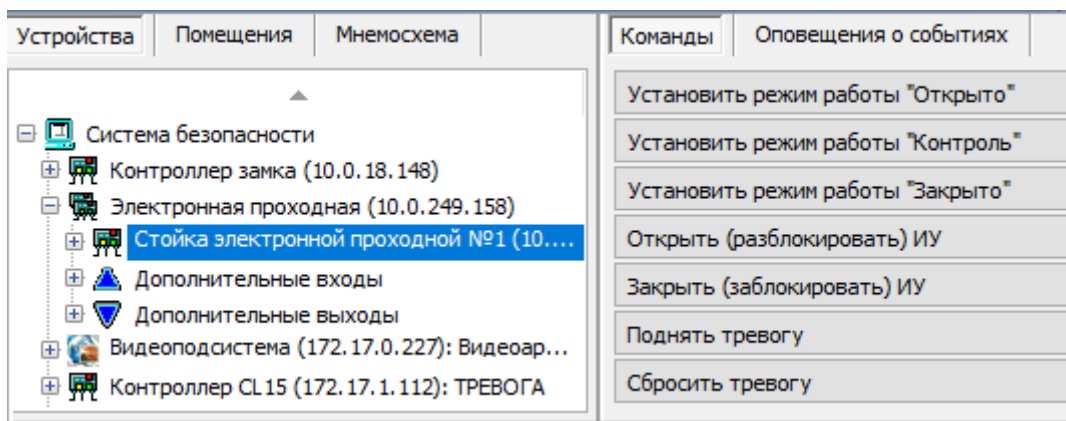 Устройства
Помещения
Мнемосхема
Система безопасности
Контроллер замка (10.0.18.148)
Электронная проходная (10.0.249.158)
Стойка электронной проходной №1 (10....
Дополнительные входы
Дополнительные выходы
Видеоподсистема (172.17.0.227): Видеоар...
Контроллер CL15 (172.17.1.112): ТРЕВОГА
Команды
Оповещения о событиях
Установить режим работы "Открыто"
Установить режим работы "Контроль"
Установить режим работы "Закрыто"
Открыть (разблокировать) ИУ
Закрыть (заблокировать) ИУ
Поднять тревогу
Сбросить тревогу